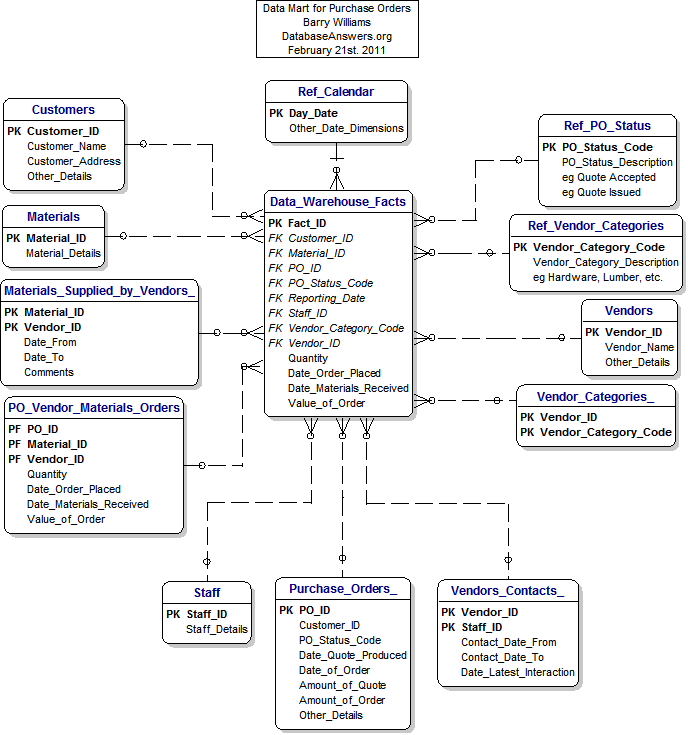 Data Mart for Purchase Orders
Barry Williams
DatabaseAnswers.org
February 21st. 2011
Ref_Calendar
PK Day_Date
Other_Date_Dimensions
Customers
PK Customer_ID
Customer_Name
Customer_Address
Other_Details
Ref_PO_Status
PK PO_Status_Code
PO_Status_Description
eg Quote Accepted
eg Quote Issued
Materials
PK Material_ID
Material_Details
Data_Warehouse_Facts
PK Fact_ID
FK Customer_ID
FK Material_ID
FK PO_ID
FK PO_Status_Code
FK Reporting_Date
FK Staff_ID
FK Vendor_Category_Code
FK Vendor_ID
Quantity
Date_Order_Placed
Date_Materials_Received
Value_of_Order
Ref_Vendor_Categories
PK Vendor_Category_Code
Vendor_Category_Description
eg Hardware, Lumber, etc.
Materials_Supplied_by_Vendors_
PK Material_ID
PK Vendor_ID
Date_From
Date_To
Comments
Vendors
PK Vendor_ID
Vendor_Name
Other_Details
PO_Vendor_Materials_Orders
PF PO_ID
PF Material_ID
PF Vendor_ID
Quantity
Date_Order_Placed
Date_Materials_Received
Value_of_Order
Vendor_Categories_
PK Vendor_ID
PK Vendor_Category_Code
Staff
PK Staff_ID
Staff_Details
Purchase_Orders_
PK PO_ID
Customer_ID
PO_Status_Code
Date_Quote_Produced
Date_of_Order
Amount_of_Quote
Amount_of_Order
Other_Details
Vendors_Contacts_
PK Vendor_ID
PK Staff_ID
Contact_Date_From
Contact_Date_To
Date_Latest_Interaction